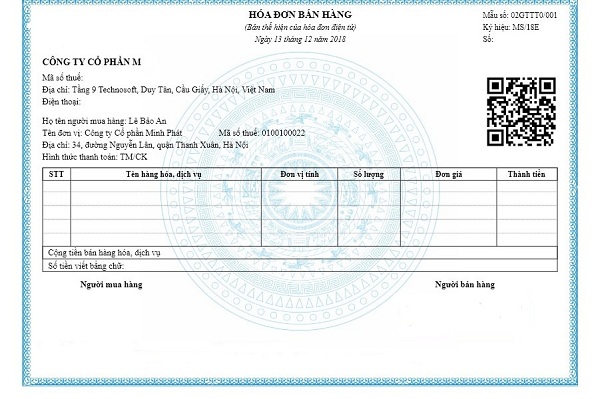 HÓA ĐƠN BÁN HÀNG
(Bản thể hiện của hóa đơn điện tử)
Ngày 13 tháng 12 năm 2018
Mẫu số: 02GTTT0/001
Ký hiệu: MS/18E
Số:
CÔNG TY CỔ PHẦN M
Mã số thuế:
Địa chỉ: Tầng 9 Technosoft, Duy Tân, Cầu Giấy, Hà Nội, Việt Nam
Điện thoại:
Họ tên người mua hàng: Lê Bảo An
Tên đơn vị: Công ty Cổ phần Minh Phát Mã số thuế: 0100100022
Địa chỉ: 34, đường Nguyễn Lân, quận Thanh Xuân, Hà Nội
Hình thức thanh toán: TM/CK
STT Tên hàng hóa, dịch vụ Đơn vị tính Số lượng Đơn giá Thành tiền
Cộng tiền bán hàng hóa, dịch vụ
Số tiền viết bằng chữ:
Người mua hàng Người bán hàng